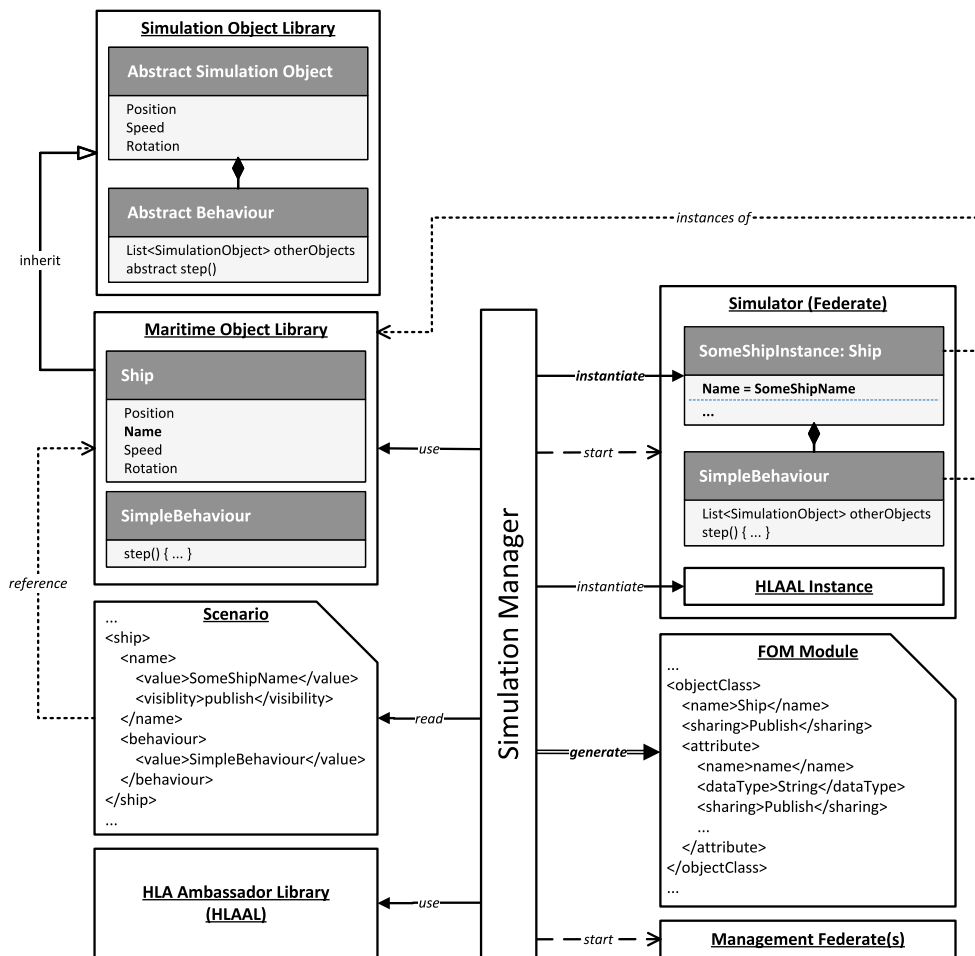 Simulation Object Library
Abstract Simulation Object
Position
Speed
Rotation
Abstract Behaviour
List<SimulationObject> otherObjects
abstract step()
inherit
instances of
Maritime Object Library
Ship
Position
Name
Speed
Rotation
SimpleBehaviour
step() { ... }
reference
Scenario
...
<ship>
<name>
<value>SomeShipName</value>
<visiblity>publish</visibility>
</name>
<behaviour>
<value>SimpleBehaviour</value>
</behaviour>
</ship>
...
HLA Ambassador Library
(HLAAL)
use
read
use
Simulation Manager
instantiate
start
instantiate
generate
start
Simulator (Federate)
SomeShipInstance: Ship
Name = SomeShipName
...
SimpleBehaviour
List<SimulationObject> otherObjects
step() { ... }
HLAAL Instance
FOM Module
...
<objectClass>
<name>Ship</name>
<sharing>Publish</sharing>
<attribute>
<name>name</name>
<dataType>String</dataType>
<sharing>Publish</sharing>
...
</attribute>
</objectClass>
...
Management Federate(s)